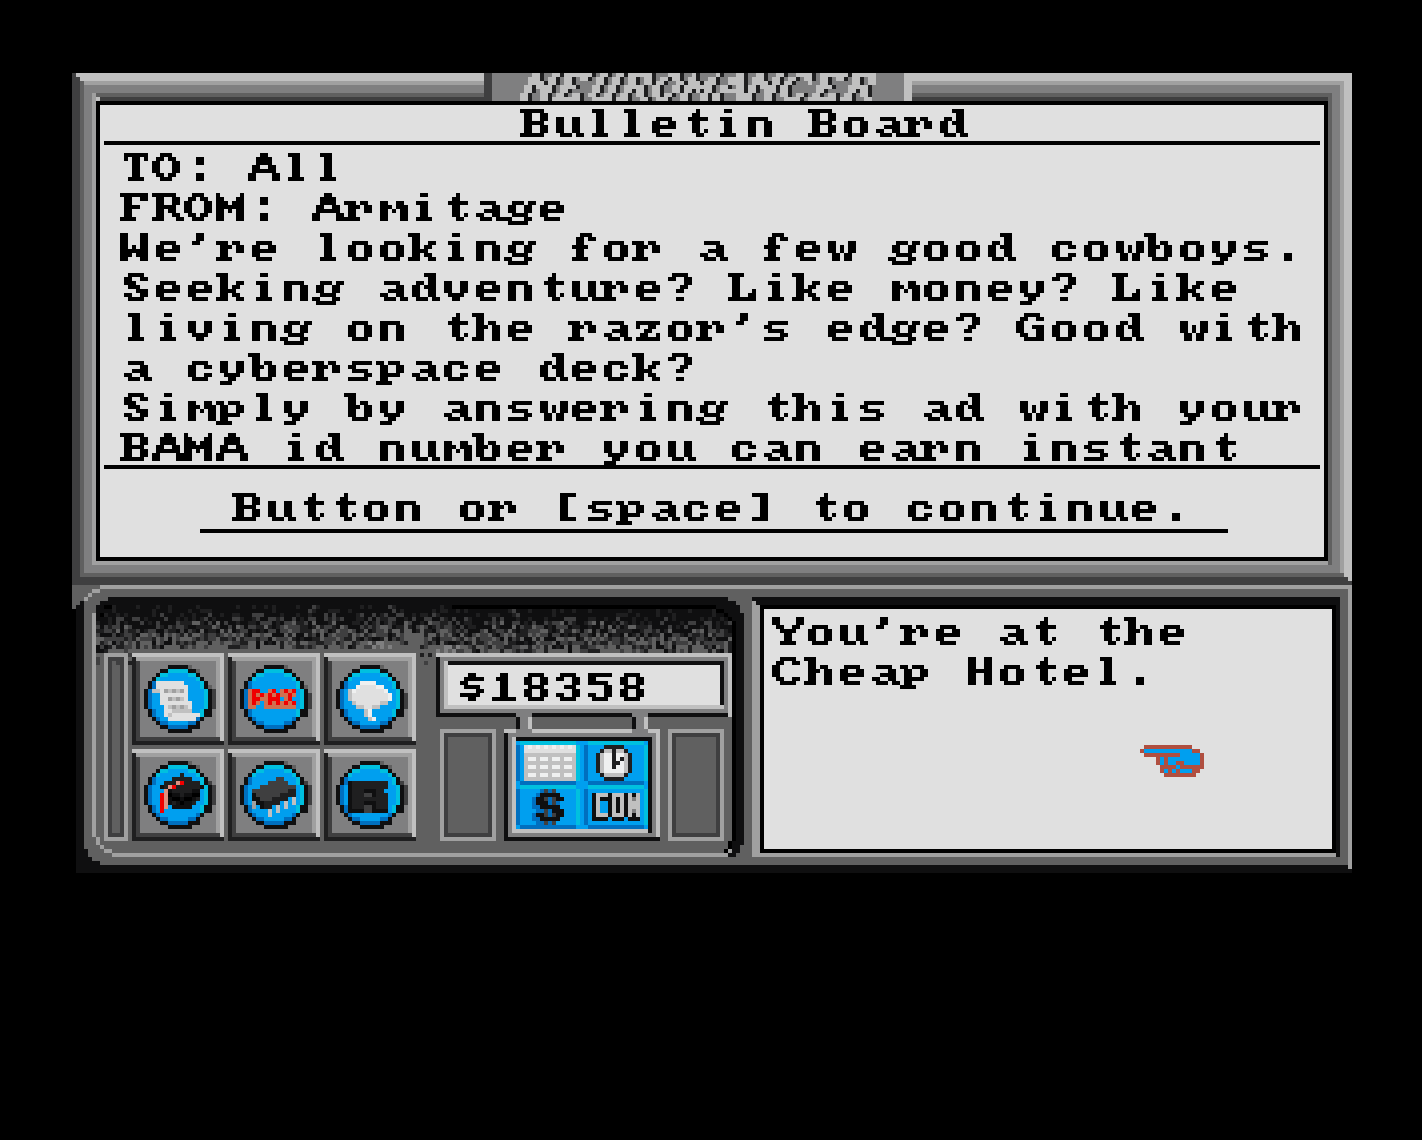 NEUROMANCER
Bulletin Board
TO: All
FROM: Armitage
We're looking for a few good cowboys.
Seeking adventure? Like money? Like
living on the razor's edge? Good with
a cyberspace deck?
Simply by answering this ad with your
BAMA id number you can earn instant
Button or [space] to continue.
You're at the
Cheap Hotel.
PAX
$18358
R
$ COM